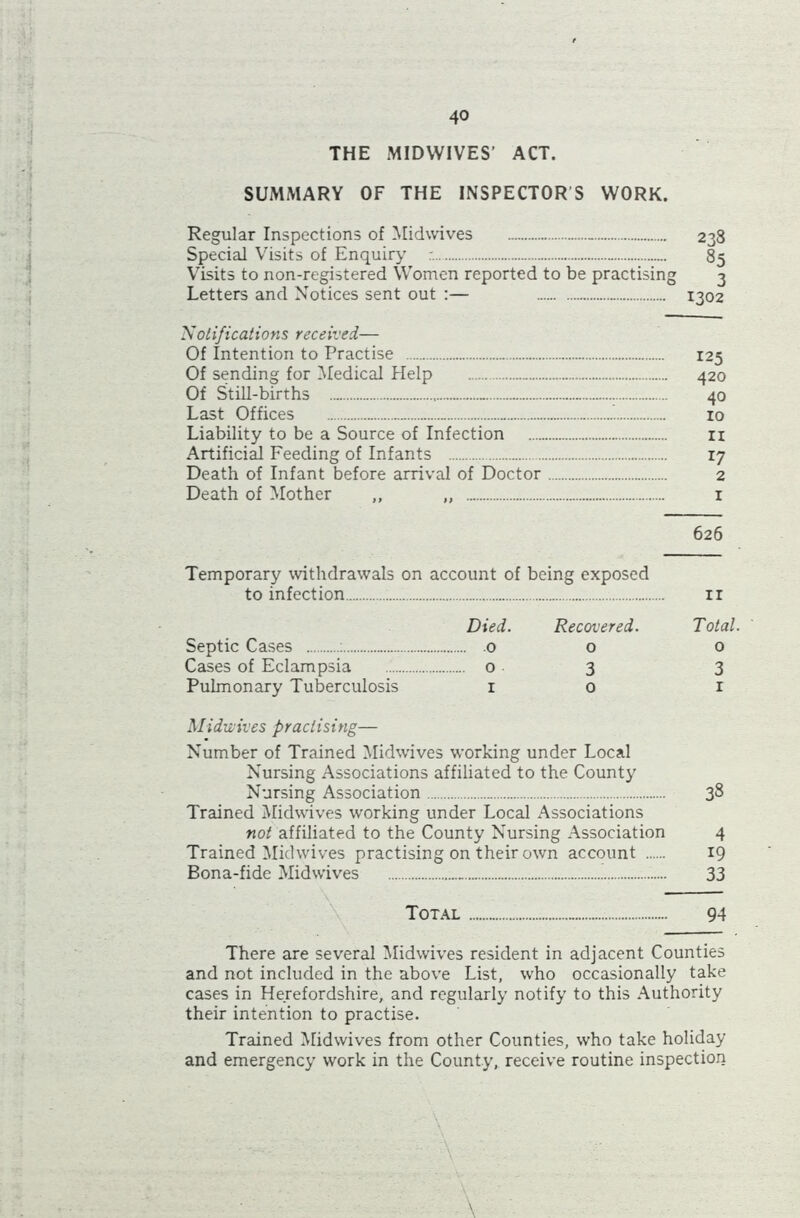 40
THE MIDWIVES' ACT.
SUMMARY OF THE INSPECTOR'S WORK.
Regular Inspections of Midwives ........ 238
Special Visits of Enquiry ........ 85
Visits to non-registered Women reported to be practising 3
Letters and Notices sent out :— ........ 1302
Notifications received—
Of Intention to Practise ........ 125
Of sending for Medical Help ........ 420
Of Still-births ........ 40
Last Offices ........ 10
Liability to be a Source of Infection ........ 11
Artificial Feeding of Infants ........ 17
Death of Infant before arrival of Doctor ........ 2
Death of Mother ,, ,, ........ 1
626
Temporary withdrawals on account of being exposed
to infection ........ 11
Died. Recovered. Total.
Septic Cases ........ 0 0 0
Cases of Eclampsia ........ 0 3 3
Pulmonary Tuberculosis 1 0 1
Midwives practising—
Number of Trained Midwives working under Local
Nursing Associations affiliated to the County
Nursing Association ........ 38
Trained Midwives working under Local Associations
not affiliated to the County Nursing Association 4
Trained Midwives practising on their own account ...... 19
Bona-fide Midwives ........ 33
TOTAL ........ 94
There are several Midwives resident in adjacent Counties
and not included in the above List, who occasionally take
cases in Herefordshire, and regularly notify to this Authority
their intention to practise.
Trained Midwives from other Counties, who take holiday
and emergency work in the County, receive routine inspection